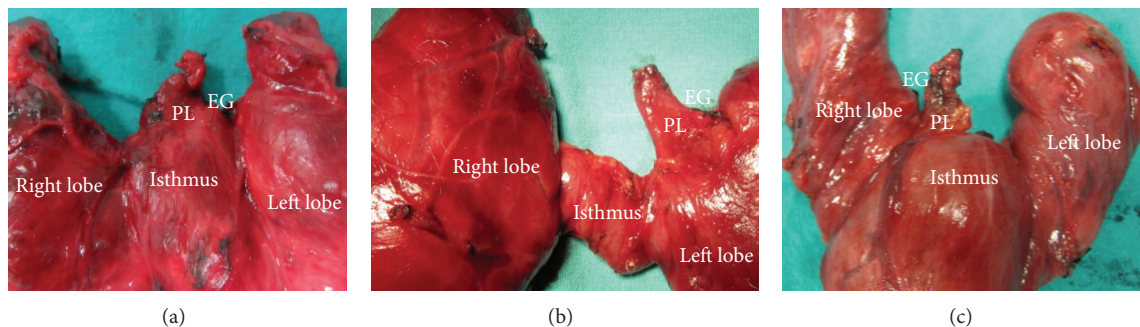 PL
EG
Right lobe
Isthmus
Left lobe
(a)
EG
PL
Right lobe
Isthmus
Left lobe
(b)
EG
Right lobe
PL
Left lobe
Isthmus
(c)